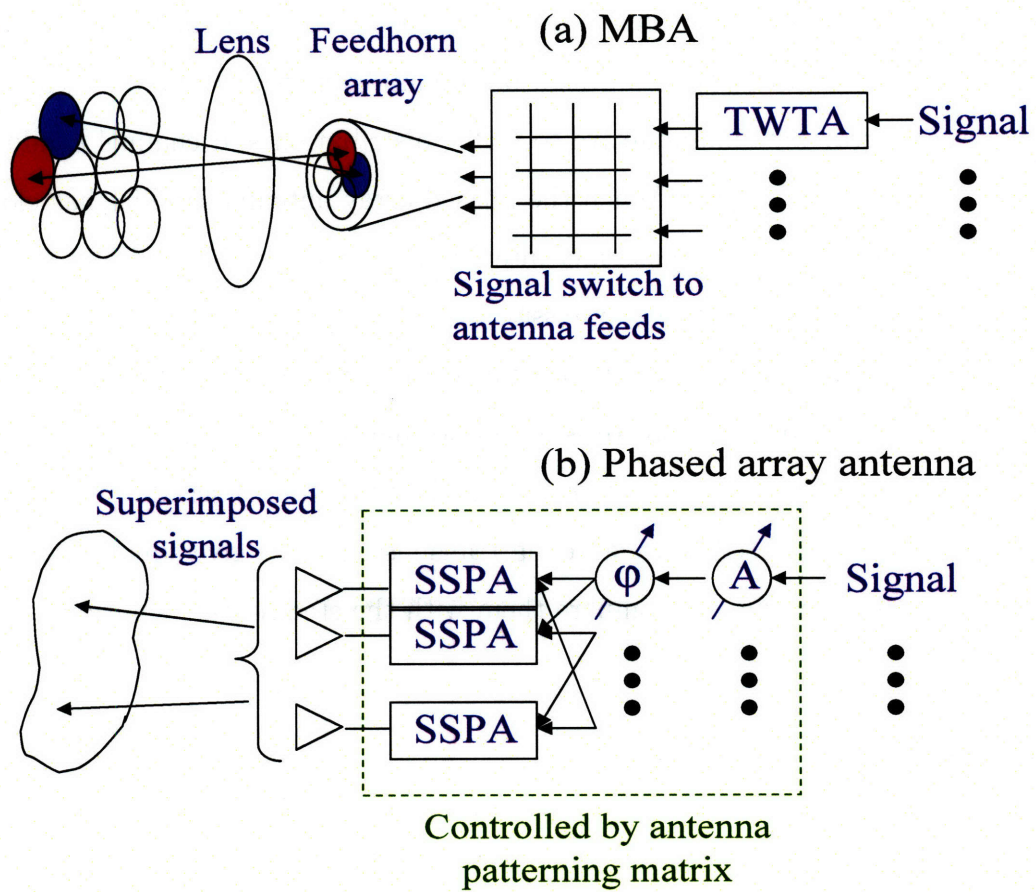 (a) MBA
Lens
Feedhorn
array
TWTA
Signal
Signal switch to
antenna feeds
(b) Phased array antenna
Superimposed
signals
SSPA
φ
A
Signal
SSPA
SSPA
Controlled by antenna
patterning matrix